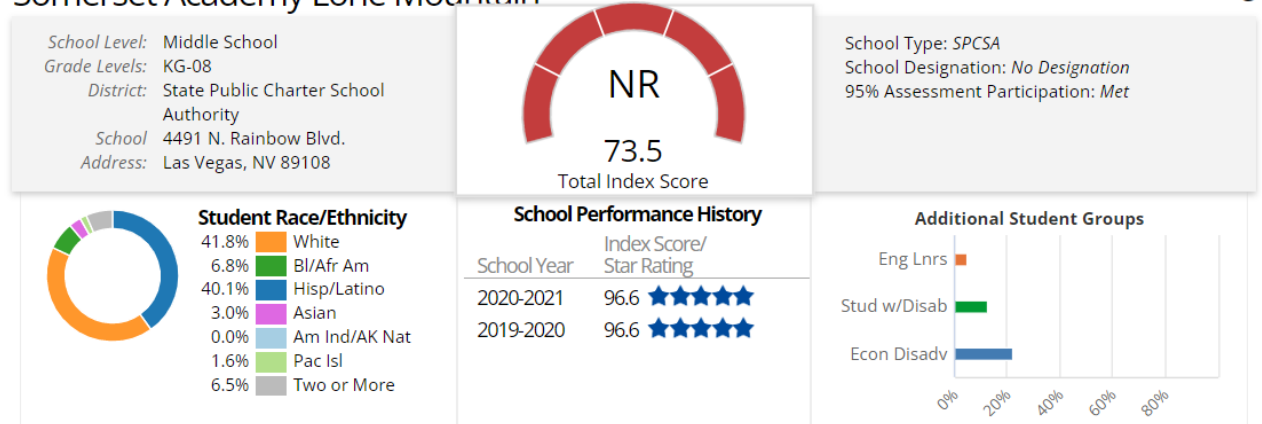 Somerset Academy Lone Mountain
School Level: Middle School
Grade Levels: KG-08
District: State Public Charter School
Authority
School 4491 N. Rainbow Blvd.
Address: Las Vegas, NV 89108
NR
73.5
Total Index Score
School Type: SPCSA
School Designation: No Designation
95% Assessment Participation: Met
Student Race/Ethnicity
41.8% White
6.8% Bl/Afr Am
40.1% Hisp/Latino
3.0% Asian
0.0% Am Ind/AK Nat
1.6% Pac Isl
6.5% Two or More
School Performance History
Index Score/
School Year Star Rating
2020-2021 96.6
2019-2020 96.6
Additional Student Groups
Eng Lnrs
Stud w/Disab
Econ Disadv
0% 20% 40% 60% 80%